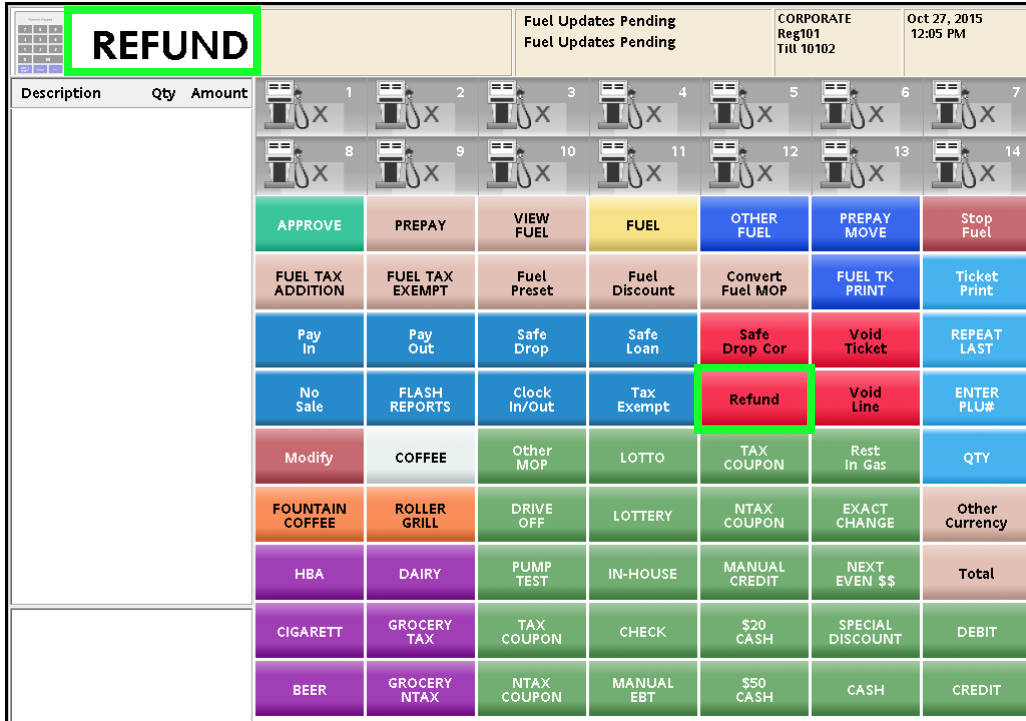 REFUND
Fuel Updates Pending
Fuel Updates Pending
CORPORATE
Reg101
Till 10102
Oct 27, 2015
12:05 PM
Description Qty Amount
1 2 3 4 5 6 7
X X X X X X X
8 9 10 11 12 13 14
X X X X X X X
APPROVE
PREPAY
VIEW
FUEL
FUEL
OTHER
FUEL
PREPAY
MOVE
Stop
Fuel
FUEL TAX
ADDITION
FUEL TAX
EXEMPT
Fuel
Preset
Fuel
Discount
Convert
Fuel MOP
FUEL TK
PRINT
Ticket
Print
Pay
In
Pay
Out
Safe
Drop
Safe
Loan
Safe
Drop Cor
Void
Ticket
REPEAT
LAST
No
Sale
FLASH
REPORTS
Clock
In/Out
Tax
Exempt
Refund
Void
Line
ENTER
PLU#
Modify
COFFEE
Other
MOP
LOTTO
TAX
COUPON
Rest
In Gas
QTY
FOUNTAIN
COFFEE
ROLLER
GRILL
DRIVE
OFF
LOTTERY
NTAX
COUPON
EXACT
CHANGE
Other
Currency
HBA
DAIRY
PUMP
TEST
IN-HOUSE
MANUAL
CREDIT
NEXT
EVEN $$
Total
CIGARETT
GROCERY
TAX
TAX
COUPON
CHECK
$20
CASH
SPECIAL
DISCOUNT
DEBIT
BEER
GROCERY
NTAX
NTAX
COUPON
MANUAL
EBT
$50
CASH
CASH
CREDIT